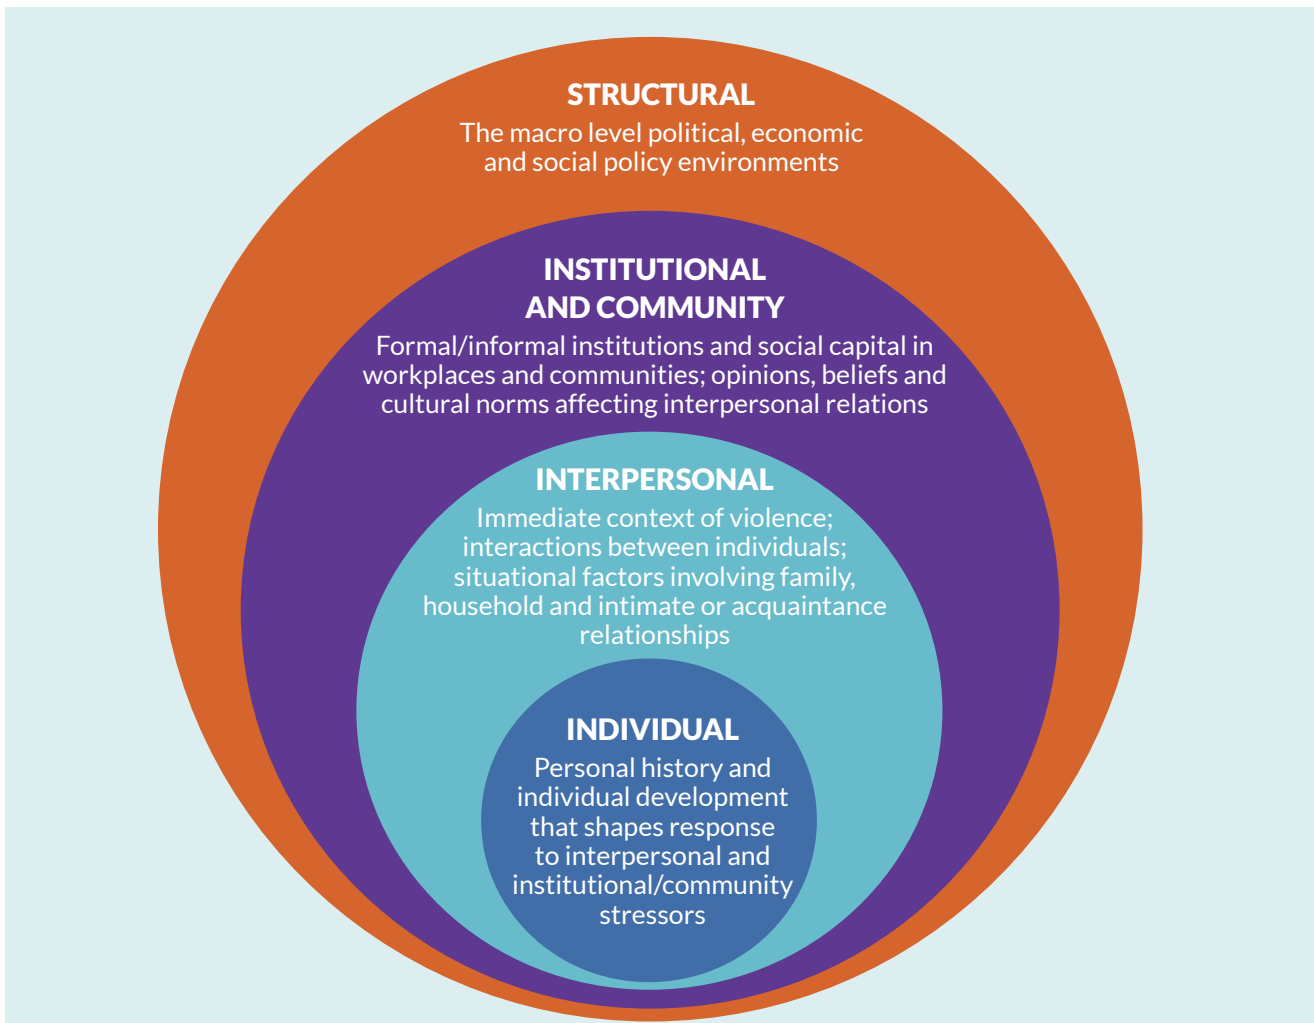 STRUCTURAL
The macro level political, economic
and social policy environments
INSTITUTIONAL
AND COMMUNITY
Formal/informal institutions and social capital in
workplaces and communities; opinions, beliefs and
cultural norms affecting interpersonal relations
INTERPERSONAL
Immediate context of violence;
interactions between individuals;
situational factors involving family,
household and intimate or acquaintance
relationships
INDIVIDUAL
Personal history and
individual development
that shapes response
to interpersonal and
institutional/community
stressors